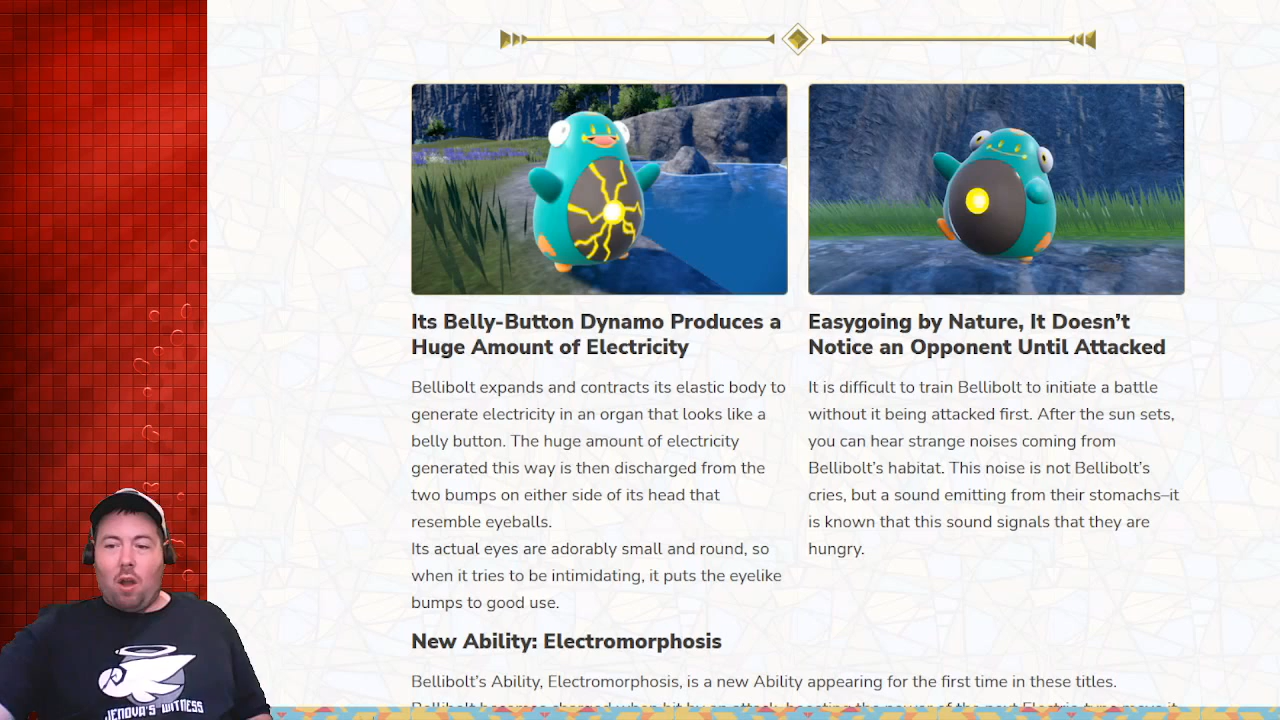 Its Belly-Button Dynamo Produces a
Huge Amount of Electricity
Bellibolt expands and contracts its elastic body to
generate electricity in an organ that looks like a
belly button. The huge amount of electricity
generated this way is then discharged from the
two bumps on either side of its head that
resemble eyeballs.
Its actual eyes are adorably small and round, so
when it tries to be intimidating, it puts the eyelike
bumps to good use.
Easygoing by Nature, It Doesn’t
Notice an Opponent Until Attacked
It is difficult to train Bellibolt to initiate a battle
without it being attacked first. After the sun sets,
you can hear strange noises coming from
Bellibolt’s habitat. This noise is not Bellibolt’s
cries, but a sound emitting from their stomachs–it
is known that this sound signals that they are
hungry.
New Ability: Electromorphosis
Bellibolt’s Ability, Electromorphosis, is a new Ability appearing for the first time in these titles.
JENOVA'S WITNESS